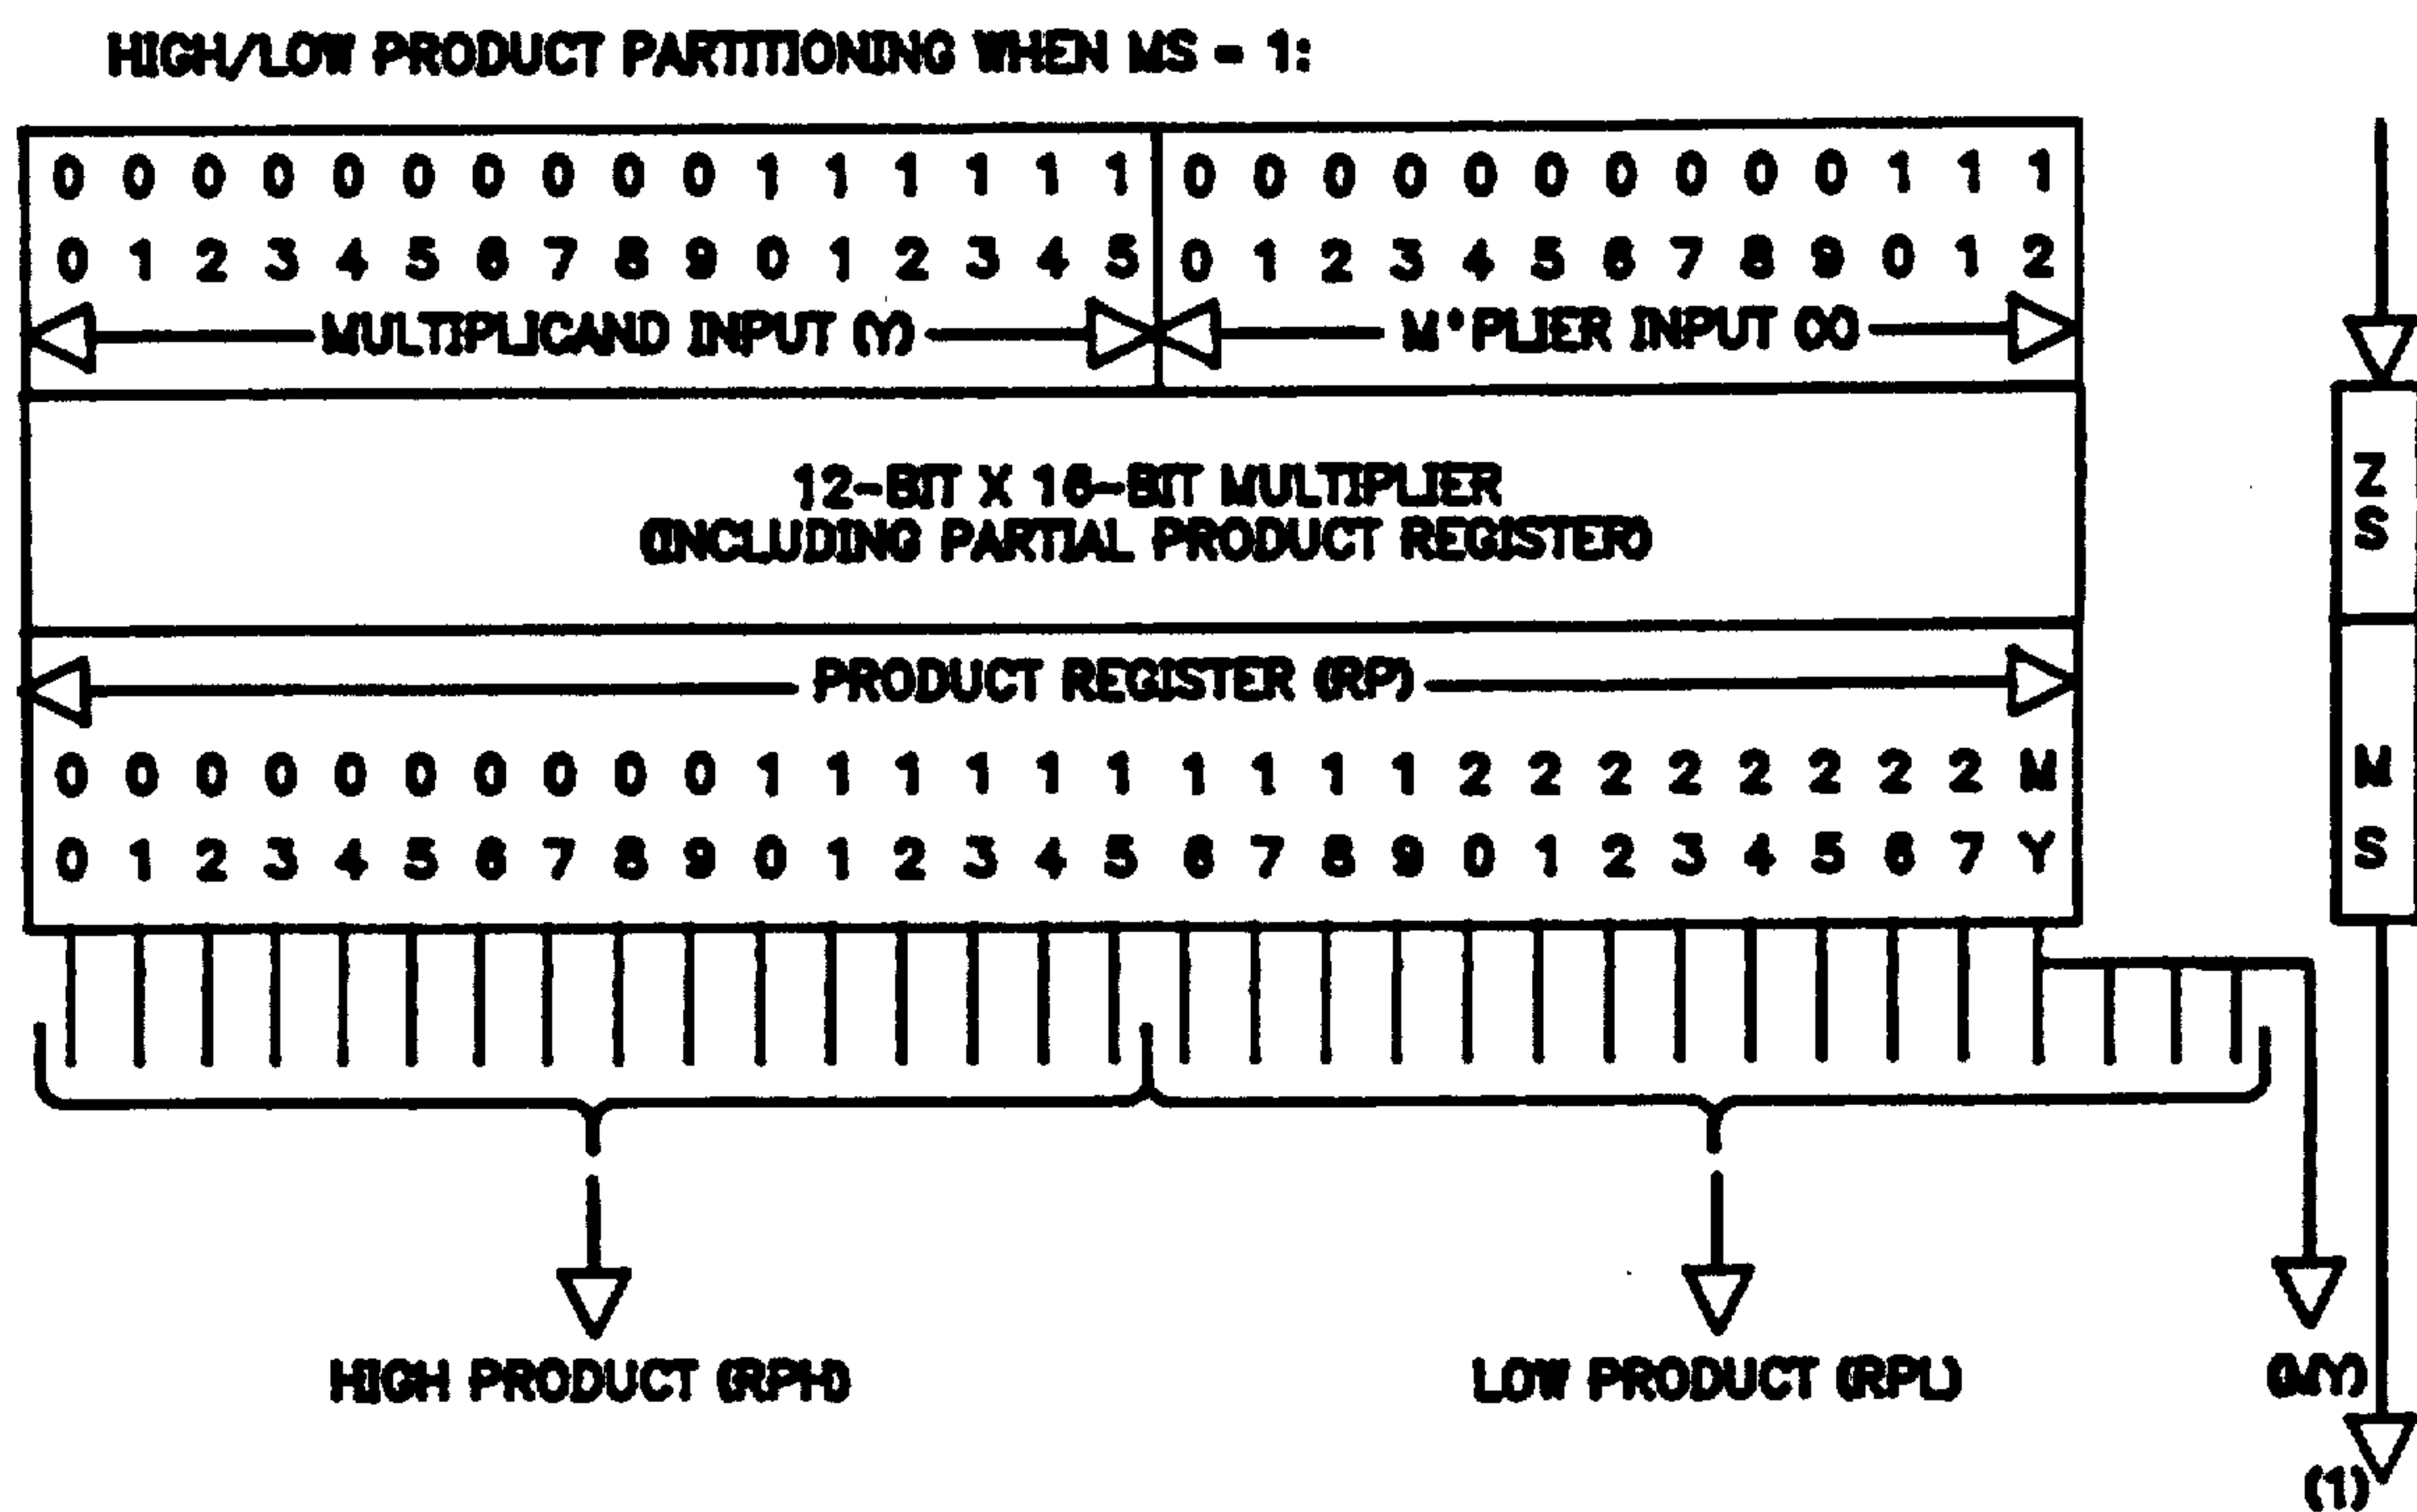 HIGH/LOW PRODUCT PARTITIONING WHEN MS - 1:
0 0 0 0 0 0 0 0 0 0 1 1 1 1 1 1 0 0 0 0 0 0 0 0 0 0 1 1 1
0 1 2 3 4 5 6 7 8 9 0 1 2 3 4 5 0 1 2 3 4 5 6 7 8 9 0 1 2
MULTIPLICAND INPUT (Y) M'PLIER INPUT (X)
12-BIT X 16-BIT MULTIPLIER
(INCLUDING PARTIAL PRODUCT REGISTER)
Z
S
PRODUCT REGISTER (RP)
0 0 0 0 0 0 0 0 0 0 1 1 1 1 1 1 1 1 1 1 2 2 2 2 2 2 2 2 M
0 1 2 3 4 5 6 7 8 9 0 1 2 3 4 5 6 7 8 9 0 1 2 3 4 5 6 7 Y
M
S
HIGH PRODUCT (RPH) LOW PRODUCT (RPL) (MY)
(1)